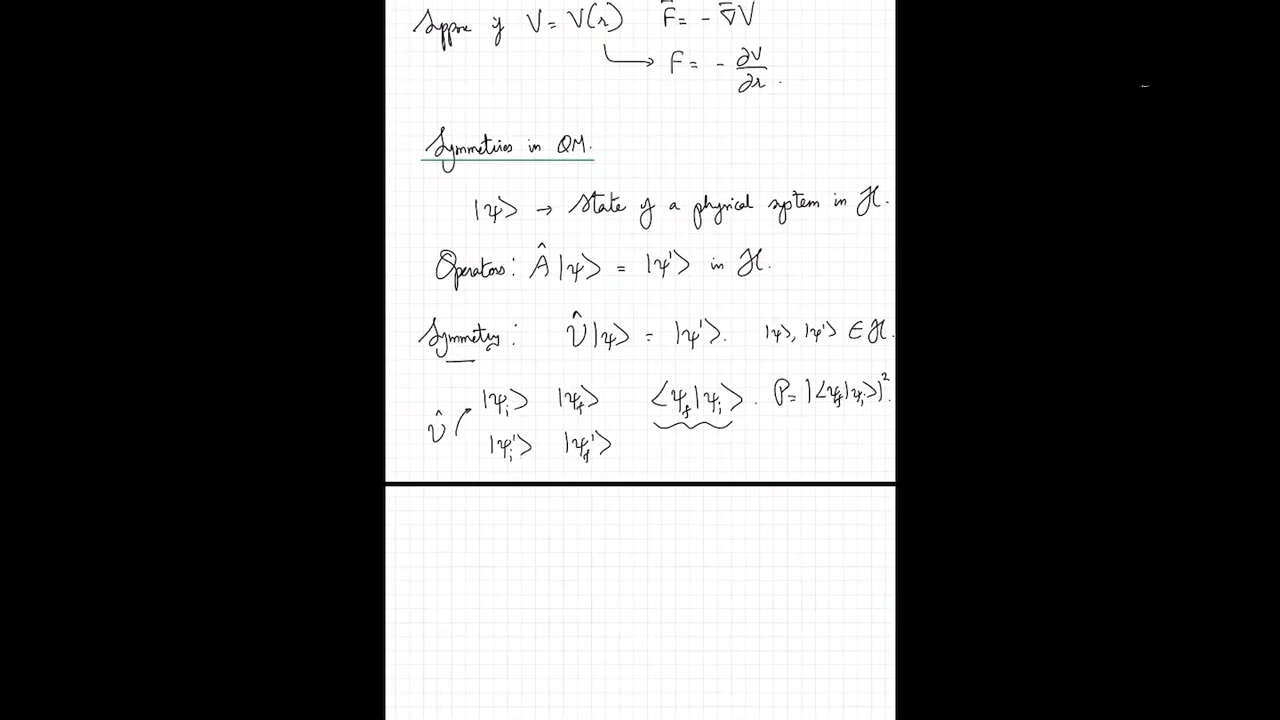 Suppose if V = V(r) F̄ = - ∇̄V
↳ F = - ∂V/∂r .
Symmetries in QM.
|ψ⟩ → State of a physical system in ℋ.
Operators: Â|ψ⟩ = |ψ'⟩ in ℋ.
Symmetry: Û|ψ⟩ = |ψ'⟩. |ψ⟩, |ψ'⟩ ∈ ℋ.
|ψᵢ⟩ |ψ_f⟩ ⟨ψ_f|ψᵢ⟩ . P = |⟨ψ_f|ψᵢ⟩|².
Û
|ψᵢ'⟩ |ψ_f'⟩